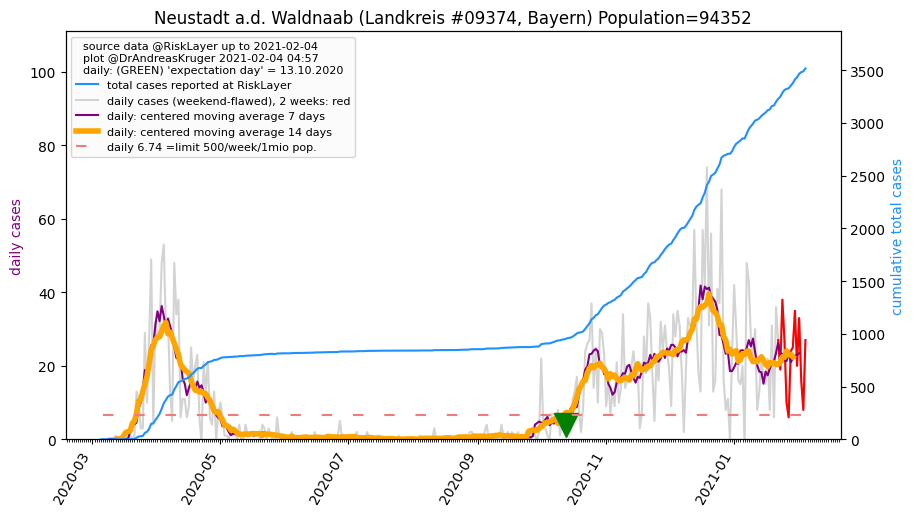 Neustadt a.d. Waldnaab (Landkreis #09374, Bayern) Population=94352
source data @RiskLayer up to 2021-02-04
plot @DrAndreasKruger 2021-02-04 04:57
daily: (GREEN) 'expectation day' = 13.10.2020
total cases reported at RiskLayer
daily cases (weekend-flawed), 2 weeks: red
daily: centered moving average 7 days
daily: centered moving average 14 days
daily 6.74 =limit 500/week/1mio pop.
daily cases
100
80
60
40
20
0
cumulative total cases
3500
3000
2500
2000
1500
1000
500
0
2020-03
2020-05
2020-07
2020-09
2020-11
2021-01